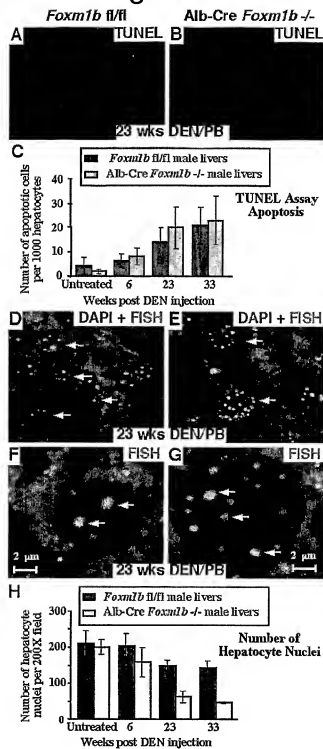 Foxm1b fl/fl
Alb-Cre Foxm1b -/-
A
TUNEL
B
TUNEL
23 wks DEN/PB
C
Foxm1b fl/fl male livers
Alb-Cre Foxm1b -/- male livers
TUNEL Assay
Apoptosis
Number of apoptotic cells
per 1000 hepatocytes
40
30
20
10
0
Untreated 6 23 33
Weeks post DEN injection
D
DAPI + FISH
E
DAPI + FISH
23 wks DEN/PB
F
FISH
G
FISH
2 μm
2 μm
23 wks DEN/PB
H
Foxm1b fl/fl male livers
Alb-Cre Foxm1b -/- male livers
Number of
Hepatocyte Nuclei
Number of hepatocyte
nuclei per 200X field
300
200
100
0
Untreated 6 23 33
Weeks post DEN injection